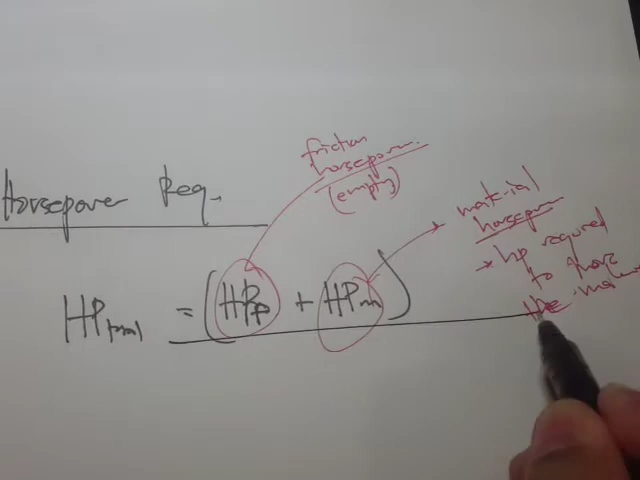 Horsepower Req.
friction
horsepower
(empty)
HPtotal = (HPf + HPm)
material
horsepower
→ hp required
to move
the